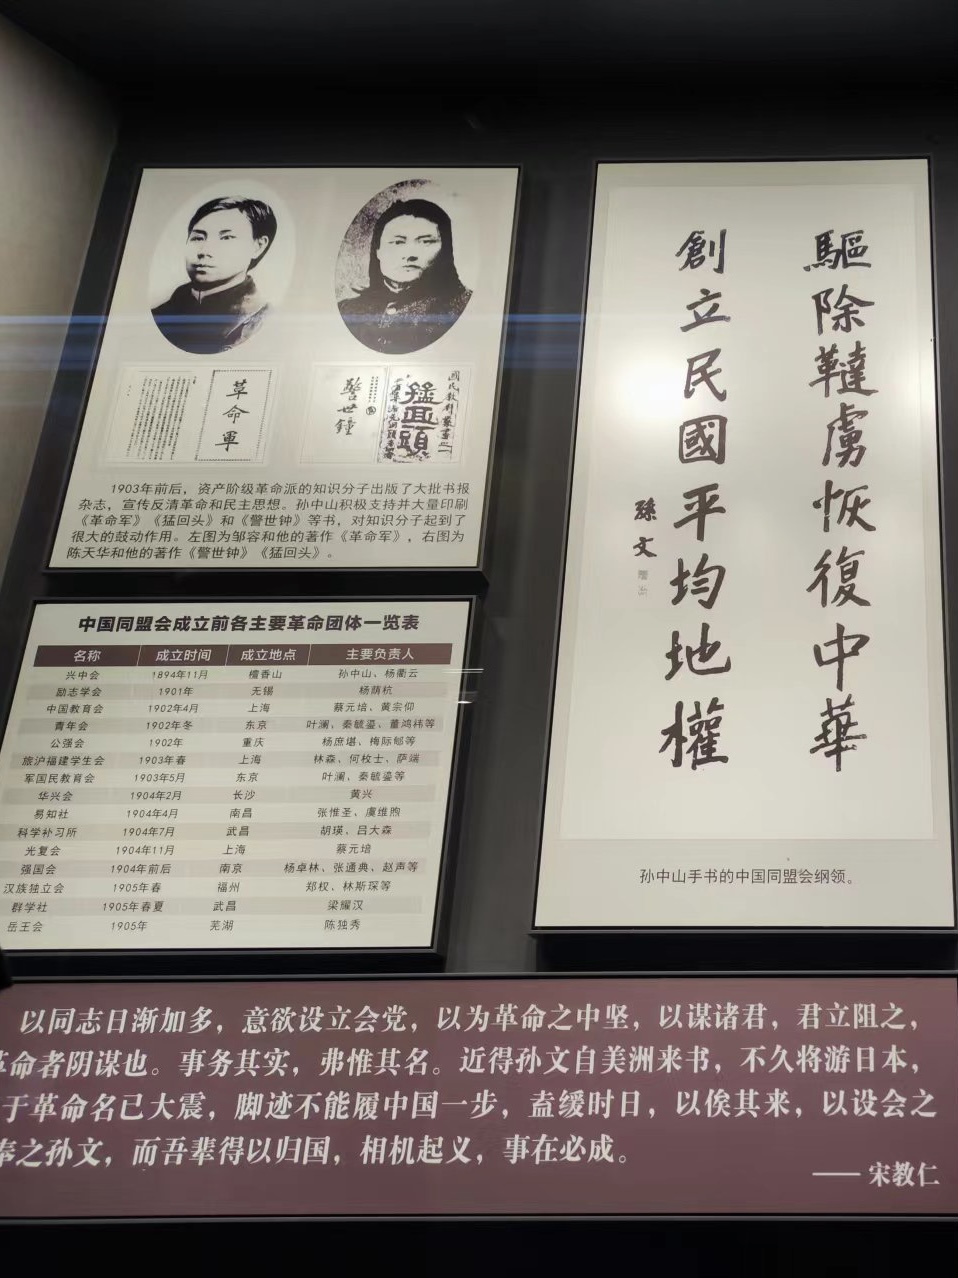 革命軍
警世鐘
國民教科叢書之一
猛回頭
1903年前后，资产阶级革命派的知识分子出版了大批书报
杂志，宣传反清革命和民主思想。孙中山积极支持并大量印刷
《革命军》《猛回头》和《警世钟》等书，对知识分子起到了
很大的鼓动作用。左图为邹容和他的著作《革命军》，右图为
陈天华和他的著作《警世钟》《猛回头》。
中国同盟会成立前各主要革命团体一览表
名称 成立时间 成立地点 主要负责人
兴中会 1894年11月 檀香山 孙中山、杨衢云
励志学会 1901年 无锡 杨荫杭
中国教育会 1902年4月 上海 蔡元培、黄宗仰
青年会 1902年冬 东京 叶澜、秦毓鎏、董鸿祎等
公强会 1902年 重庆 杨庶堪、梅际郇等
旅沪福建学生会 1903年春 上海 林森、何枚士、萨端
军国民教育会 1903年5月 东京 叶澜、秦毓鎏等
华兴会 1904年2月 长沙 黄兴
易知社 1904年4月 南昌 张惟圣、虞维煦
科学补习所 1904年7月 武昌 胡瑛、吕大森
光复会 1904年11月 上海 蔡元培
强国会 1904年前后 南京 杨卓林、张通典、赵声等
汉族独立会 1905年春 福州 郑权、林斯琛等
群学社 1905年春夏 武昌 梁耀汉
岳王会 1905年 芜湖 陈独秀
驅除韃虜恢復中華
創立民國平均地權
孫文
孙中山手书的中国同盟会纲领。
以同志日渐加多，意欲设立会党，以为革命之中坚，以谋诸君，君立阻之，
革命者阴谋也。事务其实，弗惟其名。近得孙文自美洲来书，不久将游日本，
于革命名已大震，脚迹不能履中国一步，盍缓时日，以俟其来，以设会之
奉之孙文，而吾辈得以归国，相机起义，事在必成。
—— 宋教仁